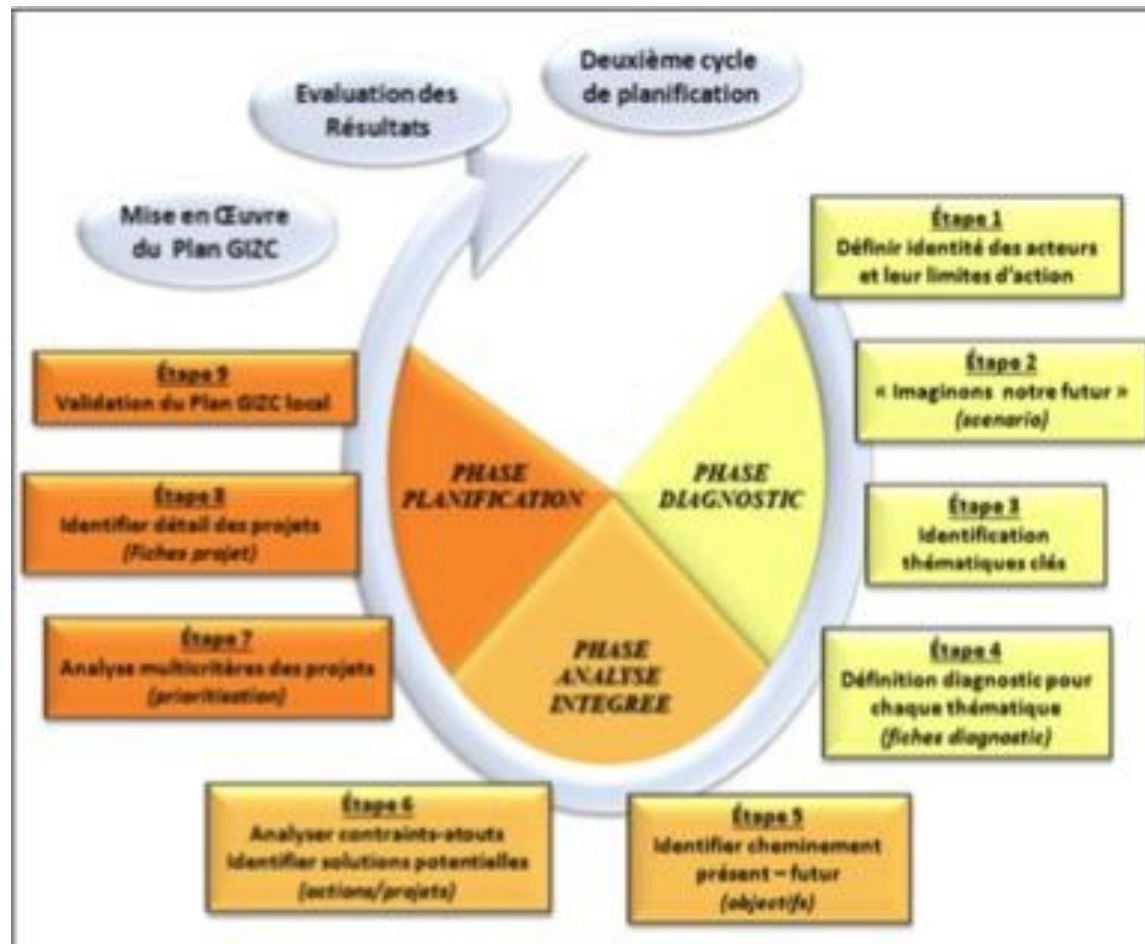 Deuxième cycle
de planification
Evaluation des
Résultats
Mise en Œuvre
du Plan GIZC
Étape 1
Définir identité des acteurs
et leur limites d'action
Étape 2
« Imaginons notre futur »
(scenario)
Étape 3
Identification
thématiques clés
Étape 4
Définition diagnostic pour
chaque thématique
(fiches diagnostic)
Étape 5
Identifier cheminement
présent – futur
(objectifs)
Étape 6
Analyser contraints-atouts
Identifier solutions potentielles
(actions/projets)
Étape 7
Analyse multicritères des projets
(prioritisation)
Étape 8
Identifier détail des projets
(Fiches projet)
Étape 9
Validation du Plan GIZC local
PHASE
PLANIFICATION
PHASE
DIAGNOSTIC
PHASE
ANALYSE
INTEGREE